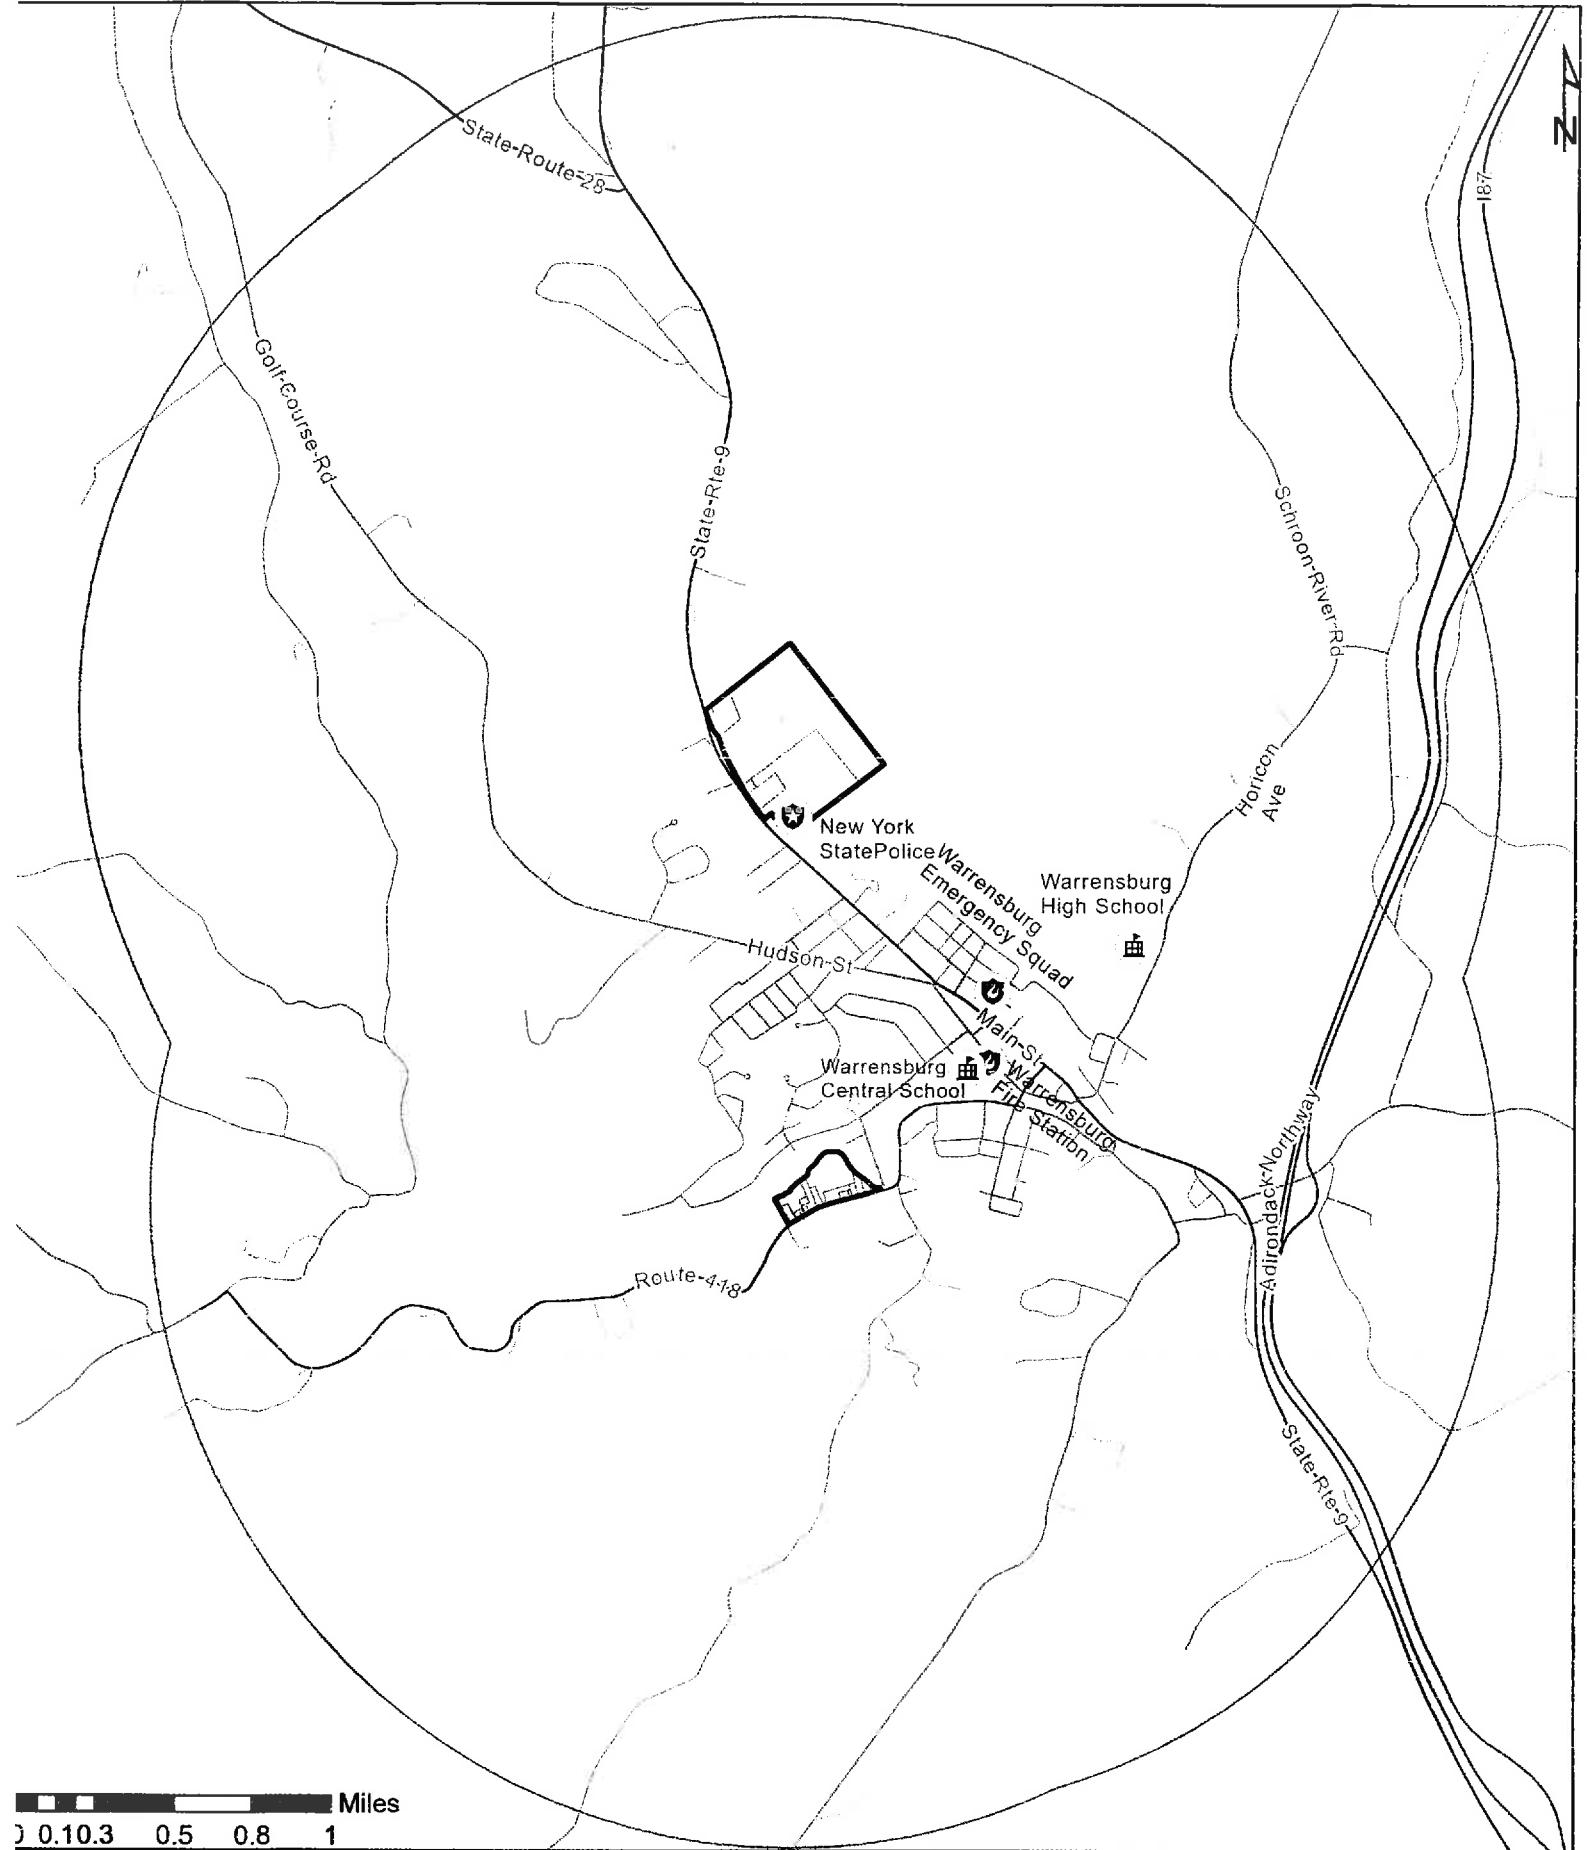 N
State-Route-28
187
Golf-Course-Rd
State-Rte-9
Schroon-River-Rd
Horicon
Ave
New York
StatePolice
Warrensburg
Emergency Squad
Warrensburg
High School
Hudson-St
Main-St
Warrensburg
Central School
Warrensburg
Fire Station
Adirondack-Northway
Route-418
State-Rte-9
Miles
0 0.10.3 0.5 0.8 1